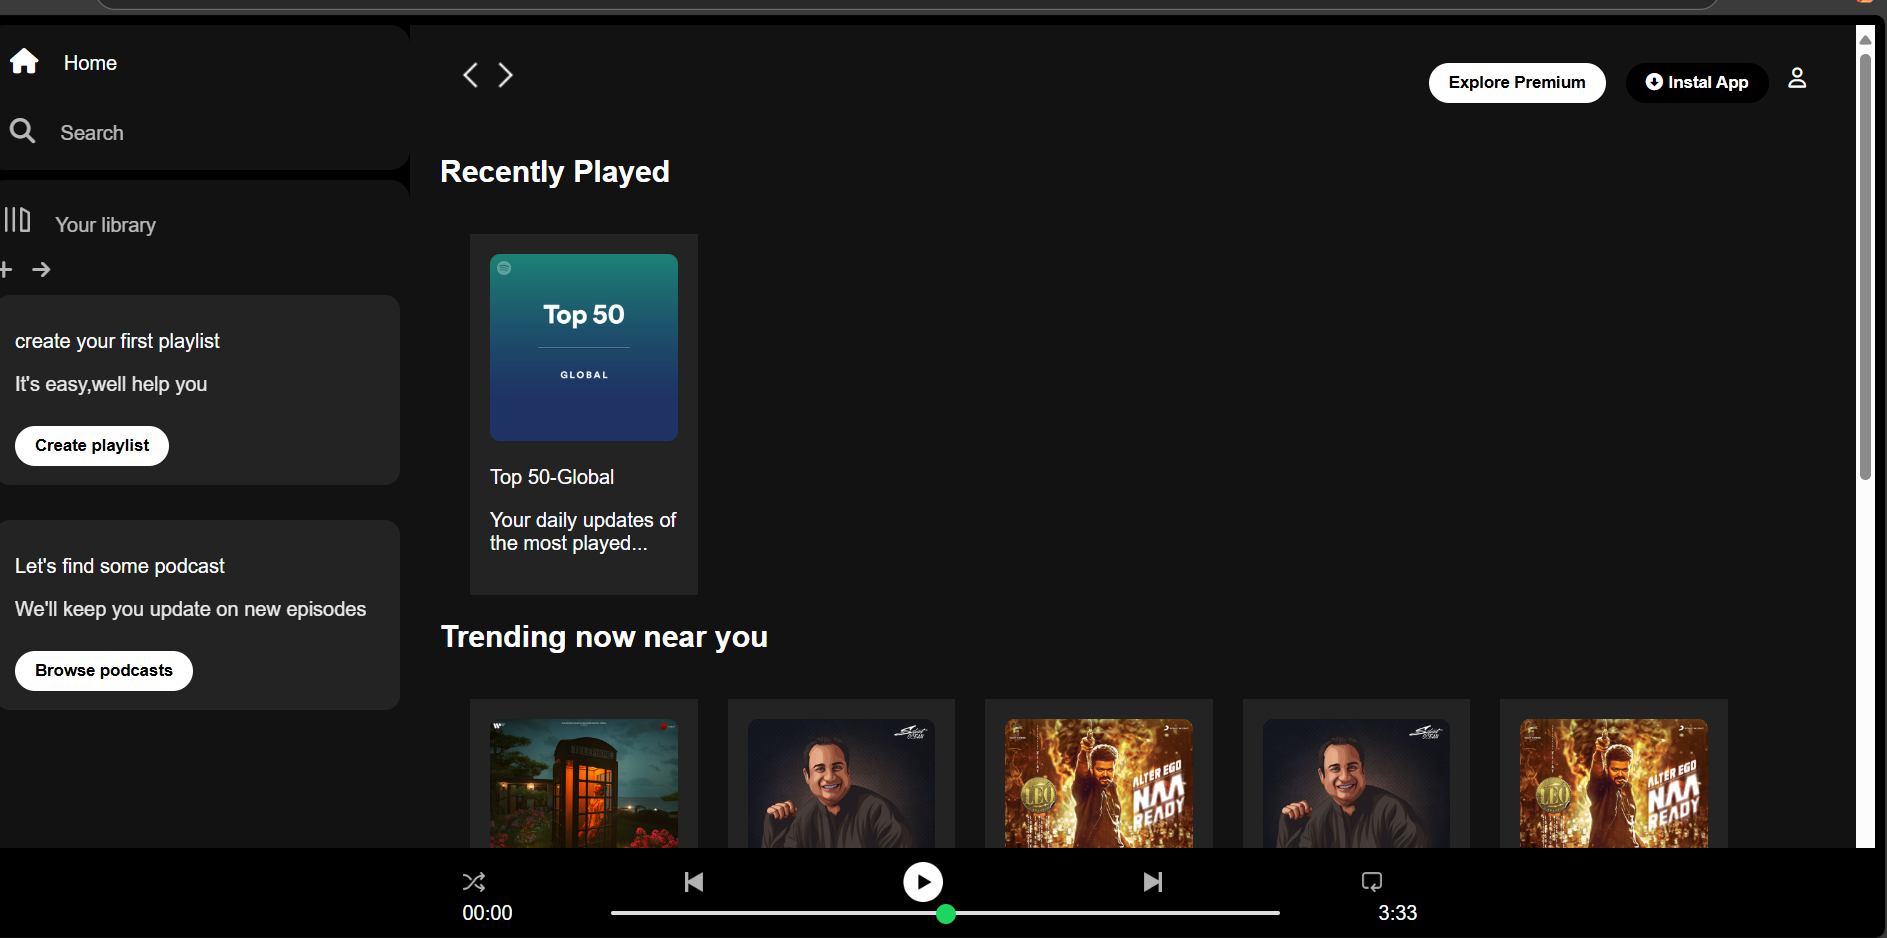 Home
Search
Your library
create your first playlist
It's easy,well help you
Create playlist
Let's find some podcast
We'll keep you update on new episodes
Browse podcasts
Explore Premium
Instal App
Recently Played
Top 50
GLOBAL
Top 50-Global
Your daily updates of
the most played...
Trending now near you
TELEPHONE
LEO
ALTER EGO
NAA
READY
LEO
ALTER EGO
NAA
READY
00:00
3:33